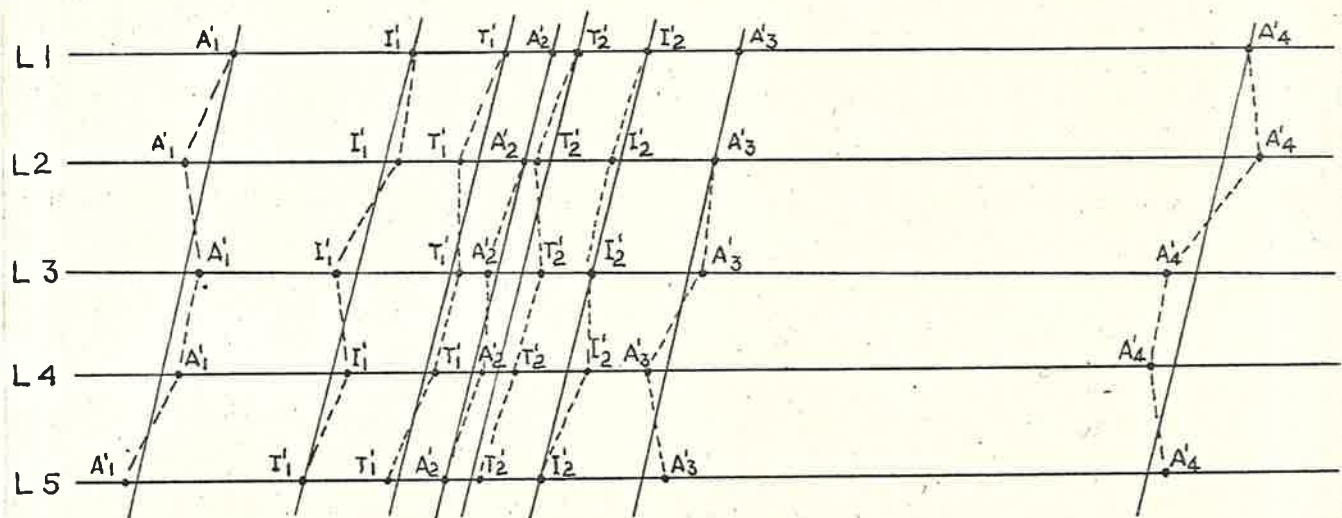 L1 A'₁ I'₁ T'₁ A'₂ T'₂ I'₂ A'₃ A'₄
L2 A'₁ I'₁ T'₁ A'₂ T'₂ I'₂ A'₃ A'₄
L3 A'₁ I'₁ T'₁ A'₂ T'₂ I'₂ A'₃ A'₄
L4 A'₁ I'₁ T'₁ A'₂ T'₂ I'₂ A'₃ A'₄
L5 A'₁ I'₁ T'₁ A'₂ T'₂ I'₂ A'₃ A'₄